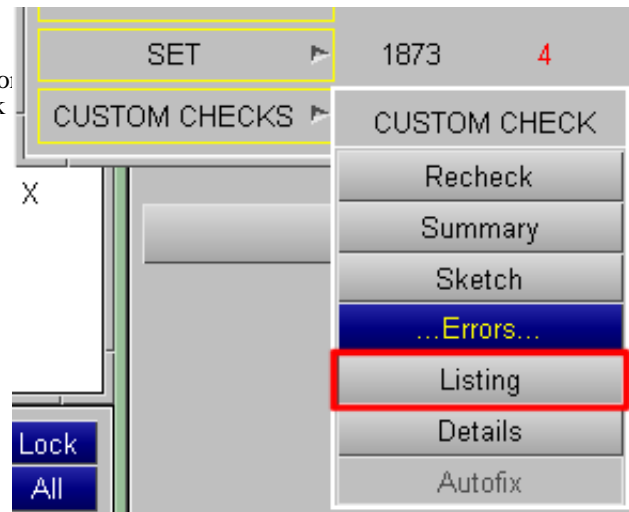 SET 1873 4
CUSTOM CHECKS
CUSTOM CHECK
Recheck
Summary
Sketch
...Errors...
Listing
Details
Autofix
X
Lock
All